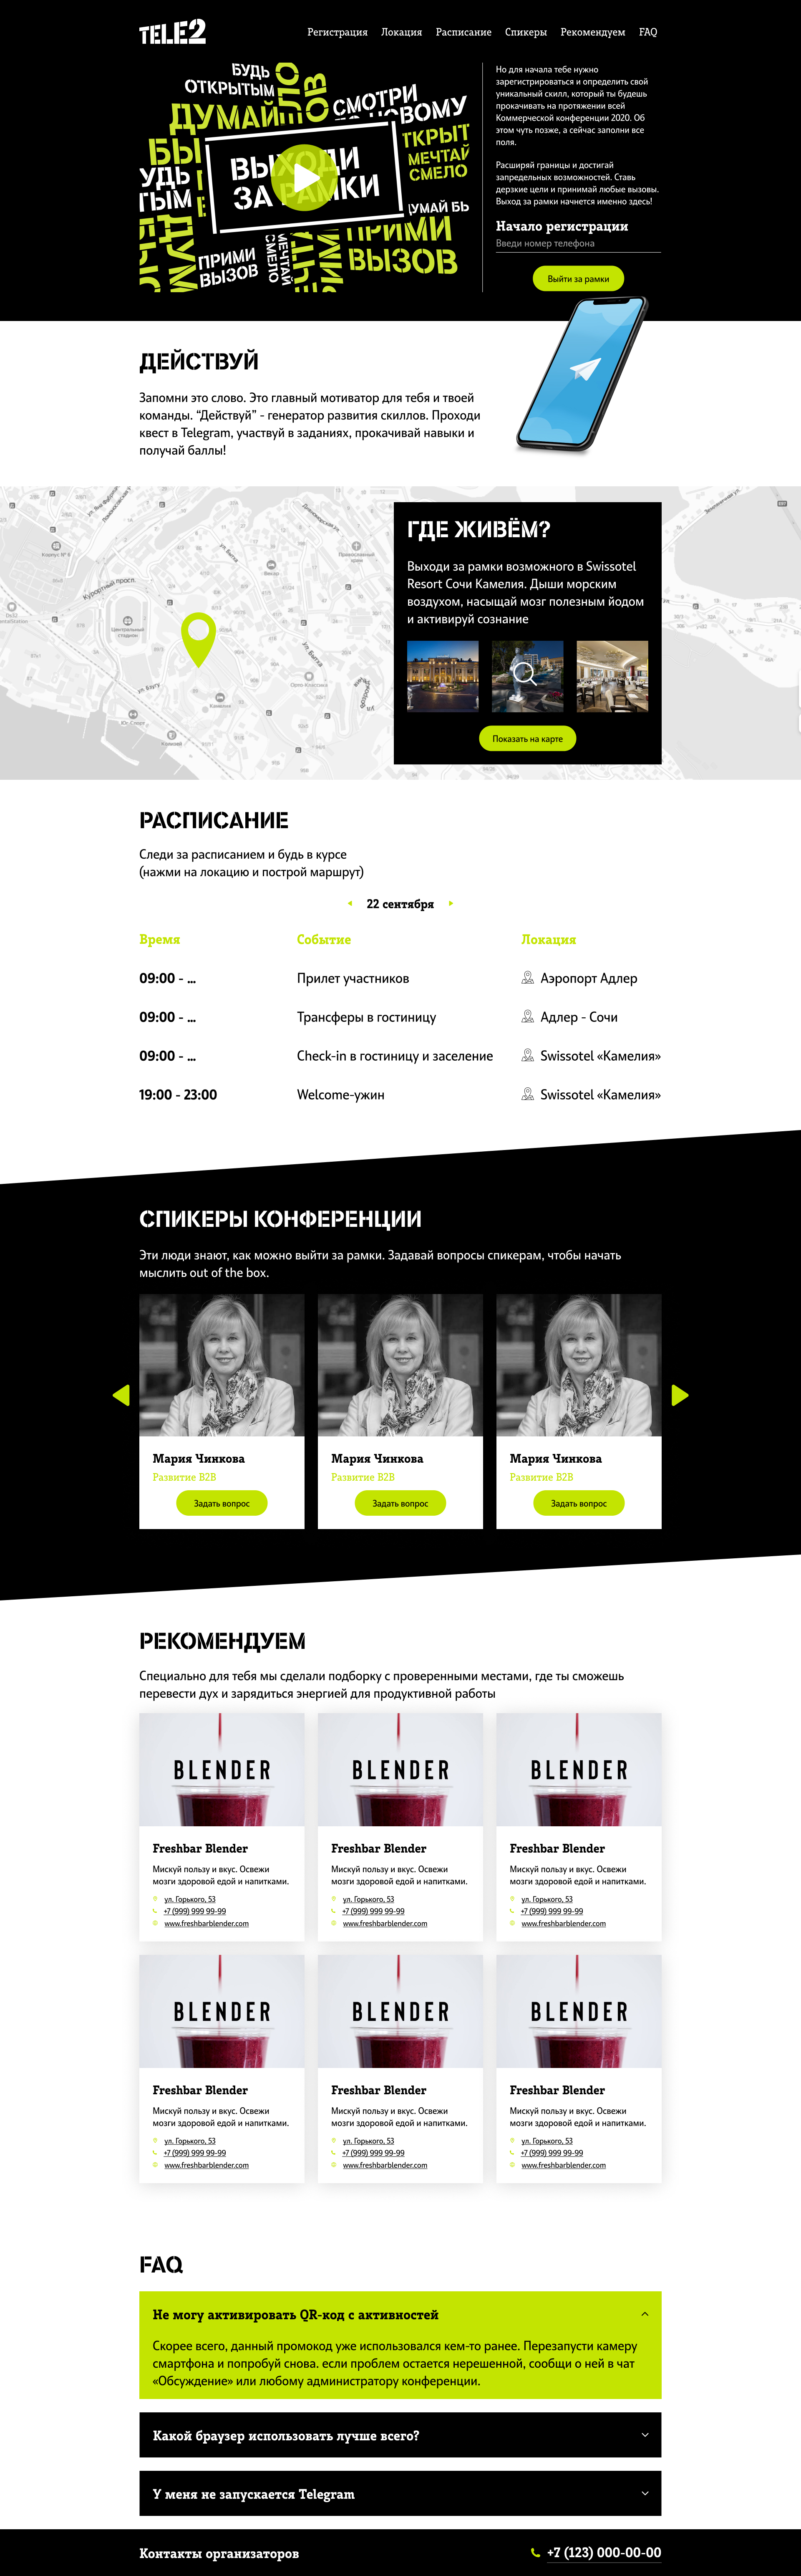 TELE2
Регистрация Локация Расписание Спикеры Рекомендуем FAQ
БУДЬ
ОТКРЫТЫМ
СМОТРИ
ДУМАЙ
ТКРЫТ
МЕЧТАЙ
СМЕЛО
ВЫХОДИ
ЗА РАМКИ
УМАЙ БЬ
ПРИМИ
ВЫЗОВ
МЕЧТАЙ
СМЕЛО
ПРИМИ
ВЫЗОВ
Но для начала тебе нужно
зарегистрироваться и определить свой
уникальный скилл, который ты будешь
прокачивать на протяжении всей
Коммерческой конференции 2020. Об
этом чуть позже, а сейчас заполни все
поля.
Расширяй границы и достигай
запредельных возможностей. Ставь
дерзкие цели и принимай любые вызовы.
Выход за рамки начнется именно здесь!
Начало регистрации
Введи номер телефона
Выйти за рамки
ДЕЙСТВУЙ
Запомни это слово. Это главный мотиватор для тебя и твоей
команды. “Действуй” - генератор развития скиллов. Проходи
квест в Telegram, участвуй в заданиях, прокачивай навыки и
получай баллы!
Курортный просп.
Центральный
стадион
ул. Бытха
ГДЕ ЖИВЁМ?
Выходи за рамки возможного в Swissotel
Resort Сочи Камелия. Дыши морским
воздухом, насыщай мозг полезным йодом
и активируй сознание
Показать на карте
РАСПИСАНИЕ
Следи за расписанием и будь в курсе
(нажми на локацию и построй маршрут)
22 сентября
Время Событие Локация
09:00 - ... Прилет участников Аэропорт Адлер
09:00 - ... Трансферы в гостиницу Адлер - Сочи
09:00 - ... Check-in в гостиницу и заселение Swissotel «Камелия»
19:00 - 23:00 Welcome-ужин Swissotel «Камелия»
СПИКЕРЫ КОНФЕРЕНЦИИ
Эти люди знают, как можно выйти за рамки. Задавай вопросы спикерам, чтобы начать
мыслить out of the box.
Мария Чинкова Мария Чинкова Мария Чинкова
Развитие B2B Развитие B2B Развитие B2B
Задать вопрос Задать вопрос Задать вопрос
РЕКОМЕНДУЕМ
Специально для тебя мы сделали подборку с проверенными местами, где ты сможешь
перевести дух и зарядиться энергией для продуктивной работы
BLENDER BLENDER BLENDER
Freshbar Blender Freshbar Blender Freshbar Blender
Мискуй пользу и вкус. Освежи Мискуй пользу и вкус. Освежи Мискуй пользу и вкус. Освежи
мозги здоровой едой и напитками. мозги здоровой едой и напитками. мозги здоровой едой и напитками.
ул. Горького, 53 ул. Горького, 53 ул. Горького, 53
+7 (999) 999 99-99 +7 (999) 999 99-99 +7 (999) 999 99-99
www.freshbarblender.com www.freshbarblender.com www.freshbarblender.com
BLENDER BLENDER BLENDER
Freshbar Blender Freshbar Blender Freshbar Blender
Мискуй пользу и вкус. Освежи Мискуй пользу и вкус. Освежи Мискуй пользу и вкус. Освежи
мозги здоровой едой и напитками. мозги здоровой едой и напитками. мозги здоровой едой и напитками.
ул. Горького, 53 ул. Горького, 53 ул. Горького, 53
+7 (999) 999 99-99 +7 (999) 999 99-99 +7 (999) 999 99-99
www.freshbarblender.com www.freshbarblender.com www.freshbarblender.com
FAQ
Не могу активировать QR-код с активностей
Скорее всего, данный промокод уже использовался кем-то ранее. Перезапусти камеру
смартфона и попробуй снова. если проблем остается нерешенной, сообщи о ней в чат
«Обсуждение» или любому администратору конференции.
Какой браузер использовать лучше всего?
У меня не запускается Telegram
Контакты организаторов +7 (123) 000-00-00